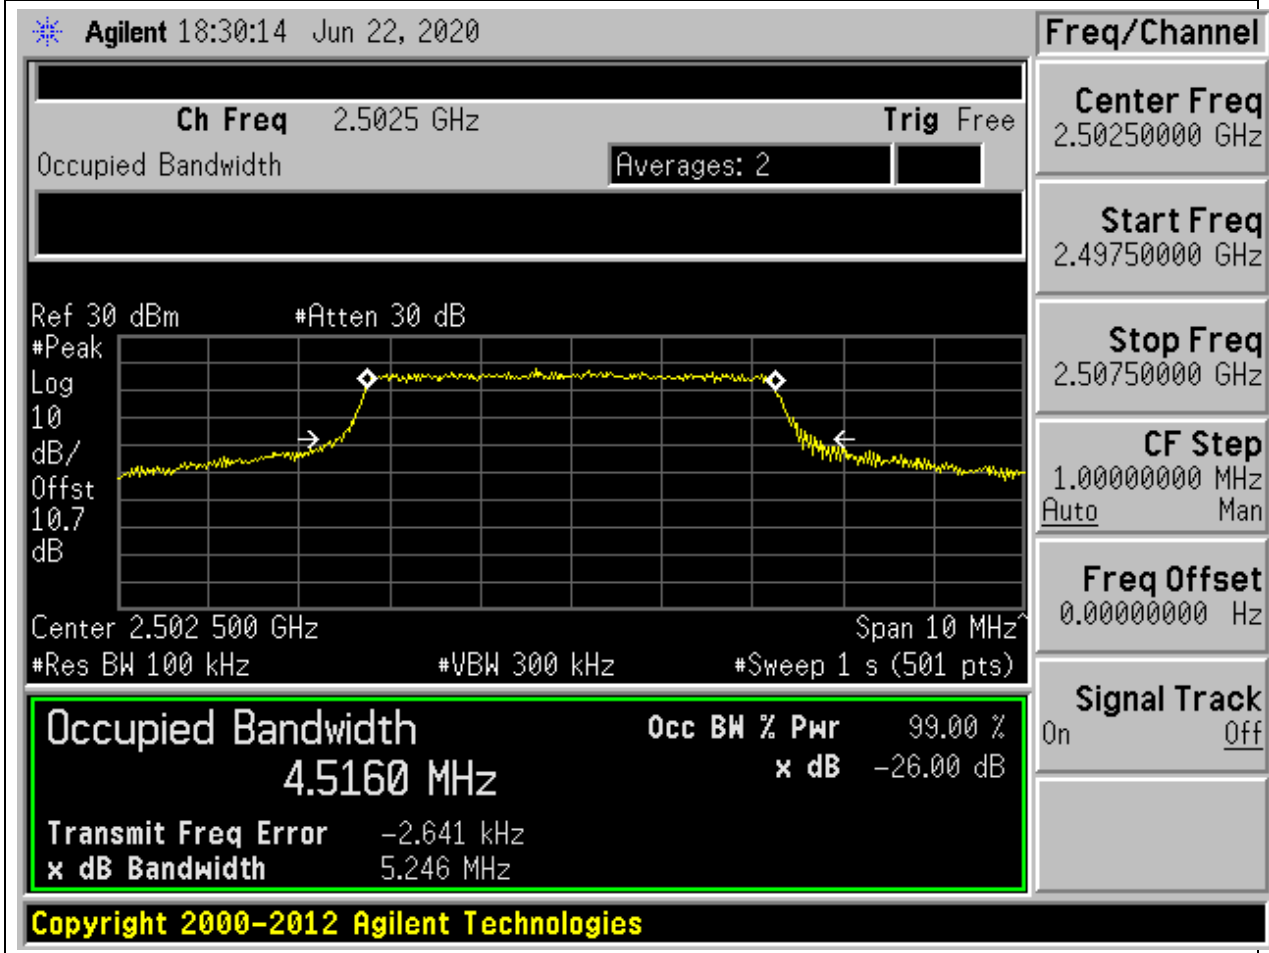 Agilent 18:30:14 Jun 22, 2020
Freq/Channel
Ch Freq 2.5025 GHz Trig Free
Occupied Bandwidth Averages: 2
Center Freq
2.50250000 GHz
Start Freq
2.49750000 GHz
Stop Freq
2.50750000 GHz
CF Step
1.00000000 MHz
Auto Man
Freq Offset
0.00000000 Hz
Signal Track
On Off
Ref 30 dBm #Atten 30 dB
#Peak
Log
10
dB/
Offst
10.7
dB
Center 2.502 500 GHz Span 10 MHz^
#Res BW 100 kHz #VBW 300 kHz #Sweep 1 s (501 pts)
Occupied Bandwidth Occ BW % Pwr 99.00 %
4.5160 MHz x dB -26.00 dB
Transmit Freq Error -2.641 kHz
x dB Bandwidth 5.246 MHz
Copyright 2000-2012 Agilent Technologies